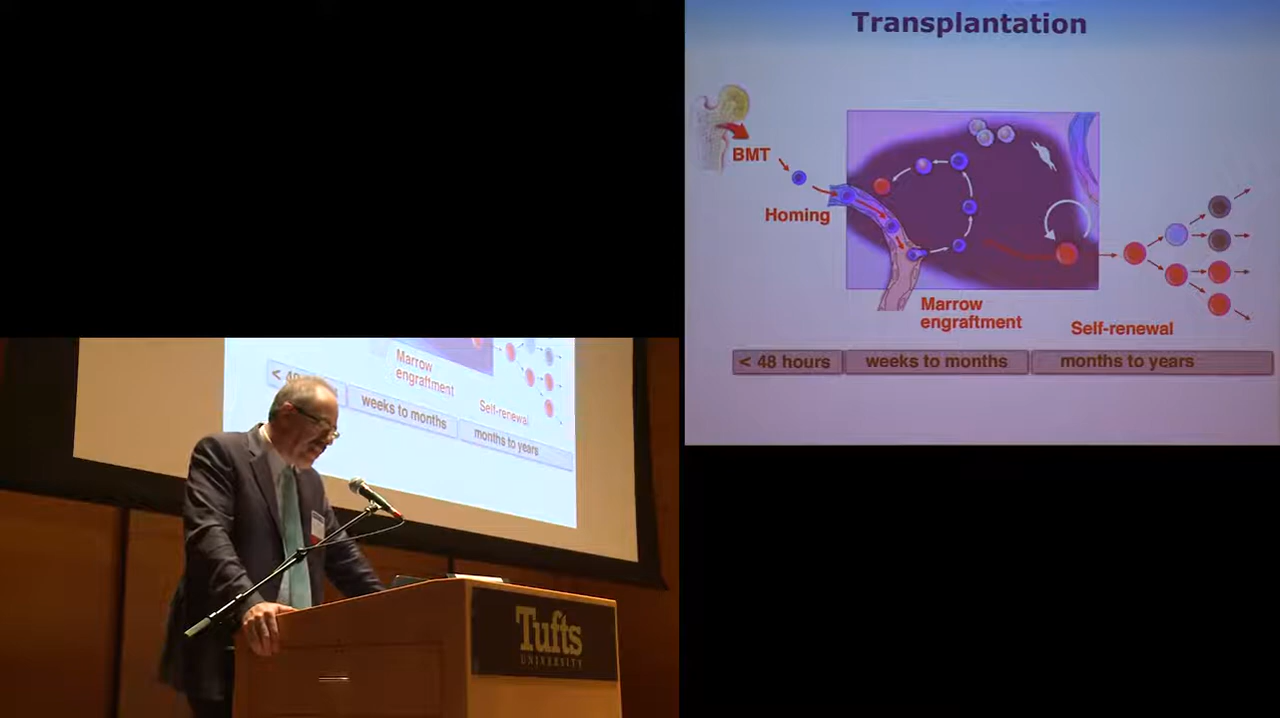 Transplantation
BMT
Homing
Marrow
engraftment
Self-renewal
< 48 hours
weeks to months
months to years
Marrow
engraftment
Self-renewal
< 4
weeks to months
months to years
Tufts
UNIVERSITY